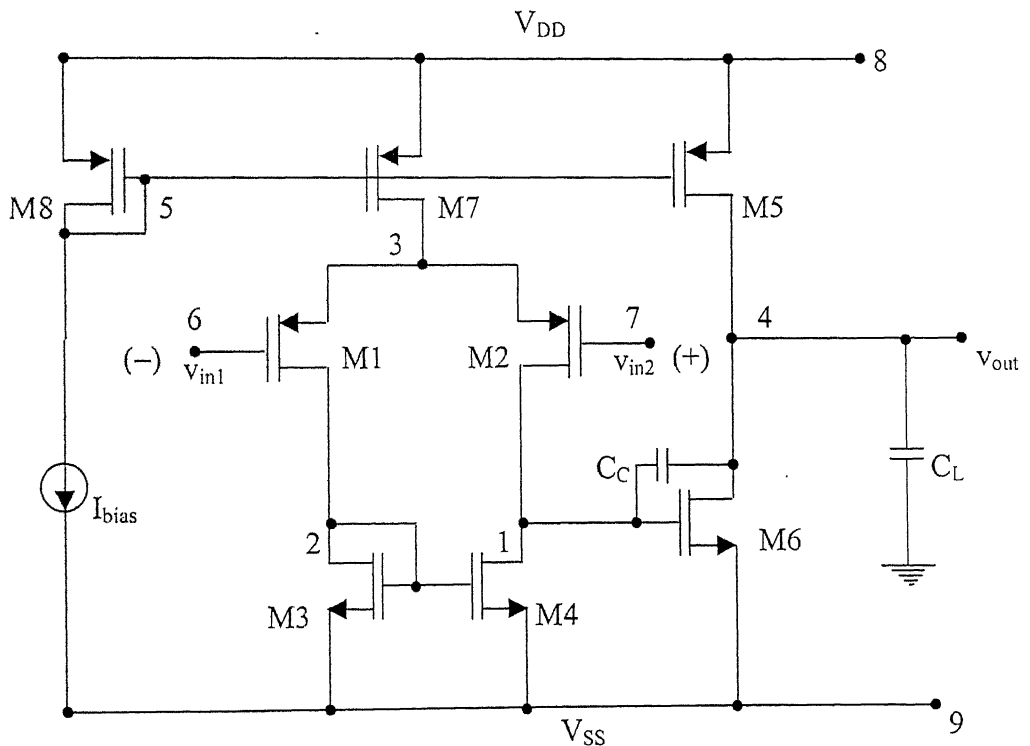 V_DD
8
M8
5
M7
M5
3
6
7
4
(–)
v_in1
M1
M2
v_in2
(+)
v_out
C_C
C_L
I_bias
2
1
M6
M3
M4
V_SS
9